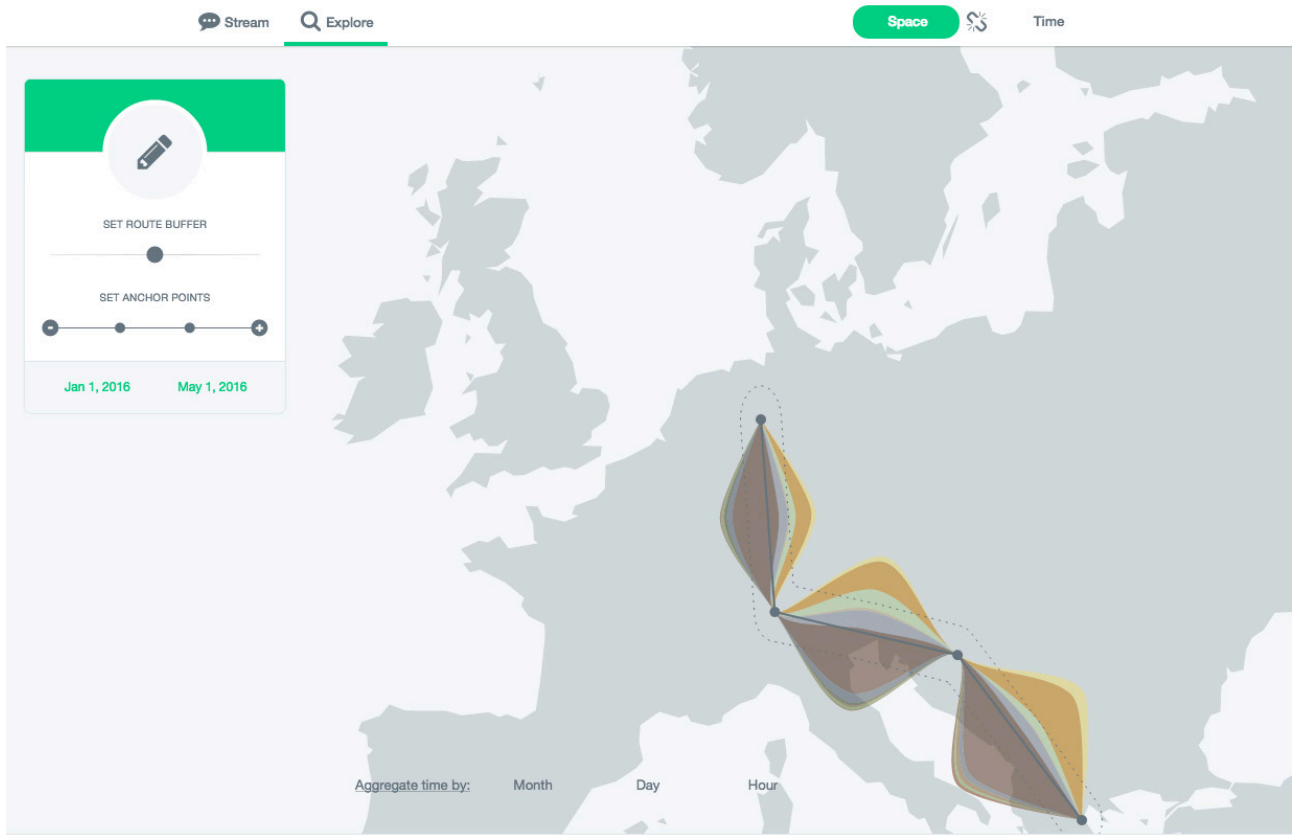 Stream
Explore
Space
Time
SET ROUTE BUFFER
SET ANCHOR POINTS
Jan 1, 2016
May 1, 2016
Aggregate time by:
Month
Day
Hour